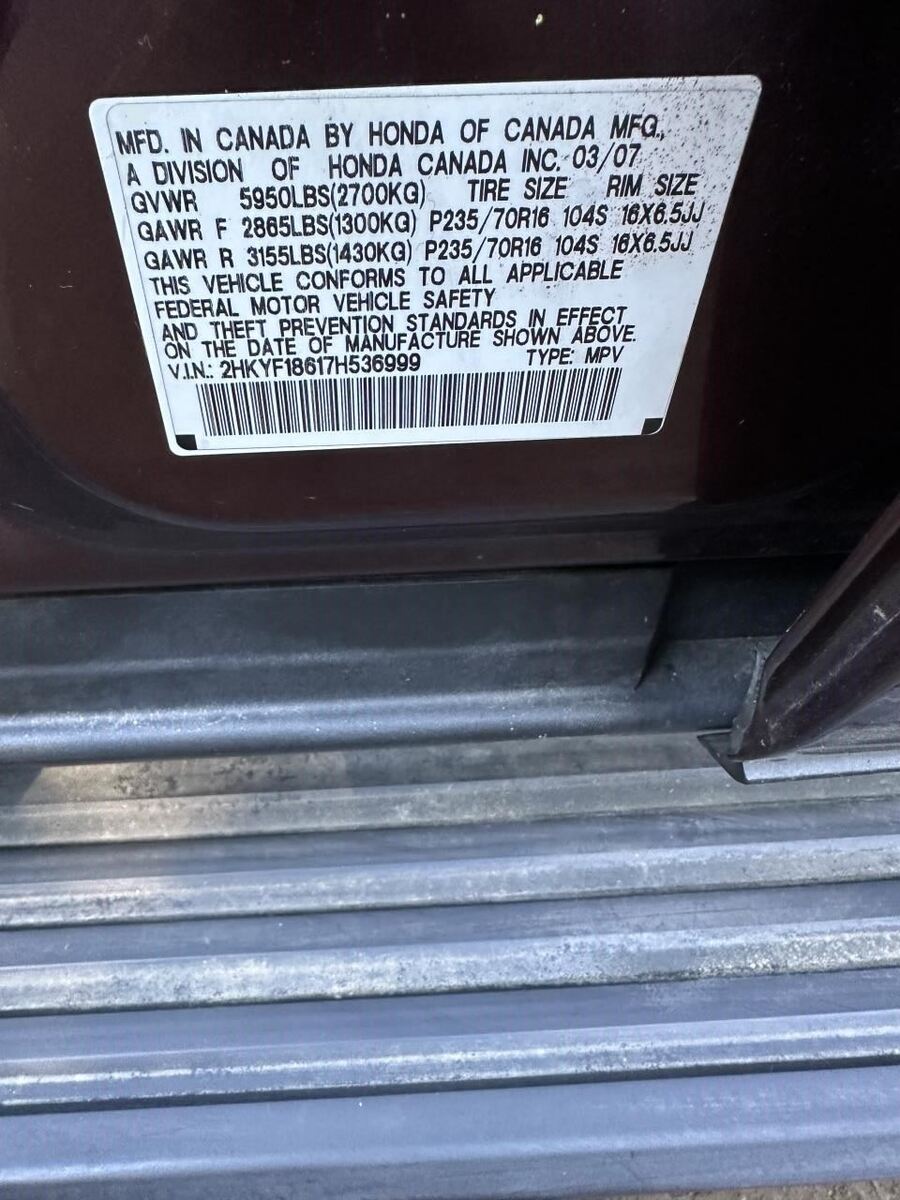 MFD. IN CANADA BY HONDA OF CANADA MFG.,
A DIVISION OF HONDA CANADA INC. 03/07
GVWR 5950LBS(2700KG) TIRE SIZE RIM SIZE
GAWR F 2865LBS(1300KG) P235/70R16 104S 16X6.5JJ
GAWR R 3155LBS(1430KG) P235/70R16 104S 16X6.5JJ
THIS VEHICLE CONFORMS TO ALL APPLICABLE
FEDERAL MOTOR VEHICLE SAFETY
AND THEFT PREVENTION STANDARDS IN EFFECT
ON THE DATE OF MANUFACTURE SHOWN ABOVE.
V.I.N.: 2HKYF18617H536999 TYPE: MPV